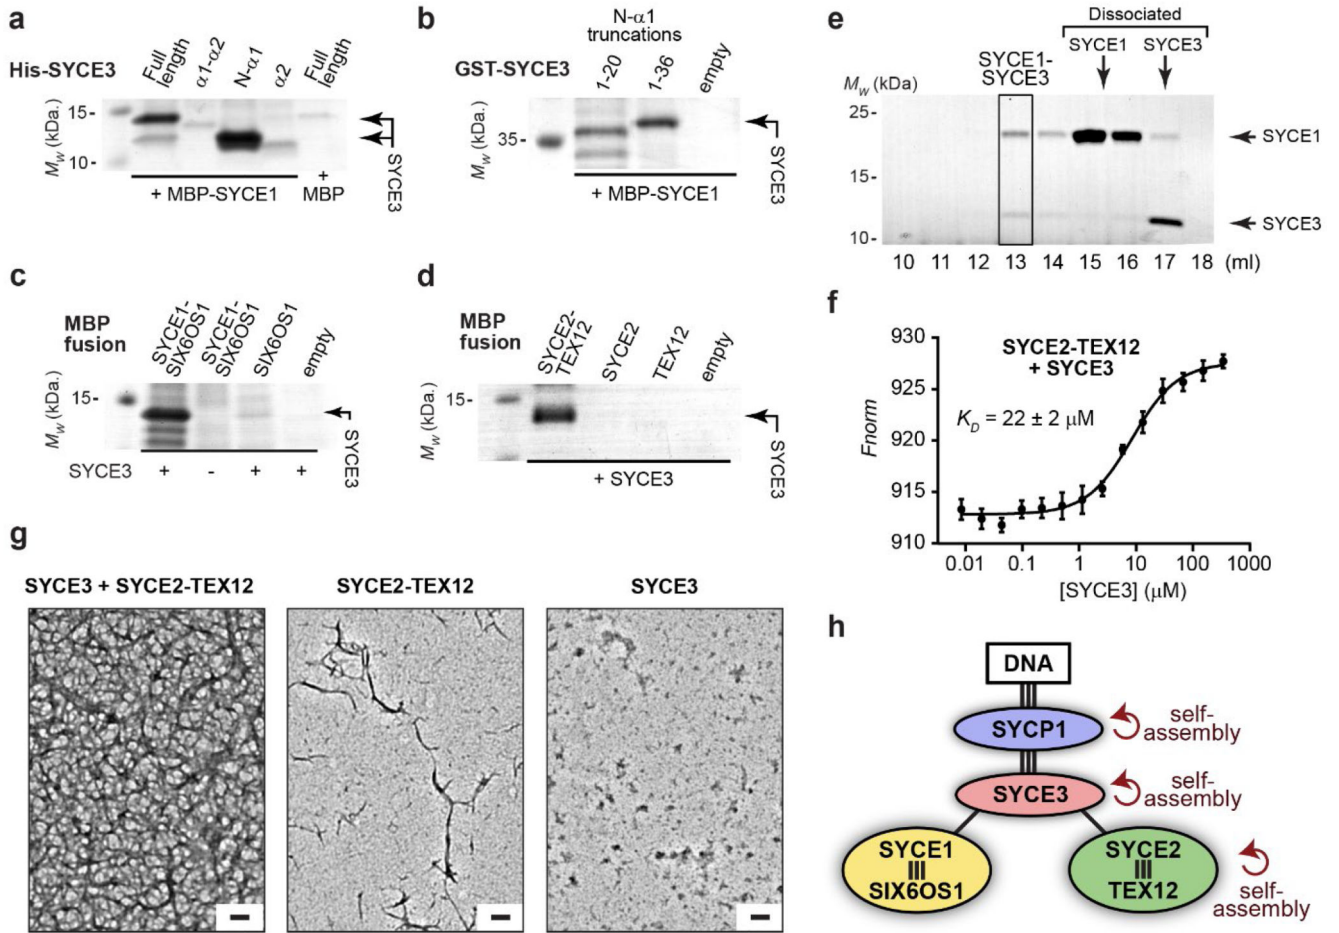 a
His-SYCE3
Full length
α1-α2
N-α1
α2
Full length
Mw (kDa.)
15-
10-
+ MBP-SYCE1
+ MBP
SYCE3
b
N-α1 truncations
GST-SYCE3
1-20
1-36
empty
Mw (kDa.)
35-
+ MBP-SYCE1
SYCE3
c
MBP fusion
SYCE1-SIX6OS1
SYCE1-SIX6OS1
SIX6OS1
empty
Mw (kDa.)
15-
SYCE3
SYCE3 + - + +
d
MBP fusion
SYCE2-TEX12
SYCE2
TEX12
empty
Mw (kDa.)
15-
+ SYCE3
SYCE3
e
Dissociated
SYCE1 SYCE3
SYCE1-
SYCE3
Mw (kDa)
25-
SYCE1
15-
SYCE3
10-
10 11 12 13 14 15 16 17 18 (ml)
f
930
925
920
915
910
Fnorm
SYCE2-TEX12
+ SYCE3
KD = 22 ± 2 μM
0.01 0.1 1 10 100 1000
[SYCE3] (μM)
g
SYCE3 + SYCE2-TEX12
SYCE2-TEX12
SYCE3
h
DNA
SYCP1
self-
assembly
SYCE3
self-
assembly
SYCE1
SIX6OS1
SYCE2
TEX12
self-
assembly